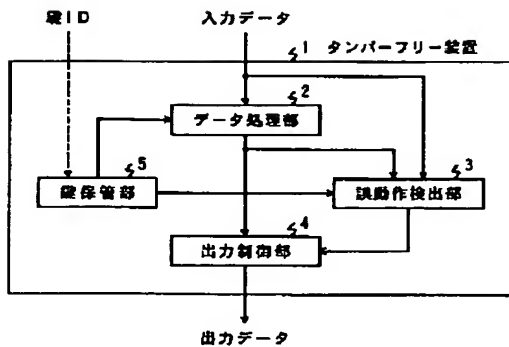 鍵ID
入力データ
1 タンパーフリー装置
2
データ処理部
5
鍵保管部
3
誤動作検出部
4
出力制御部
出力データ